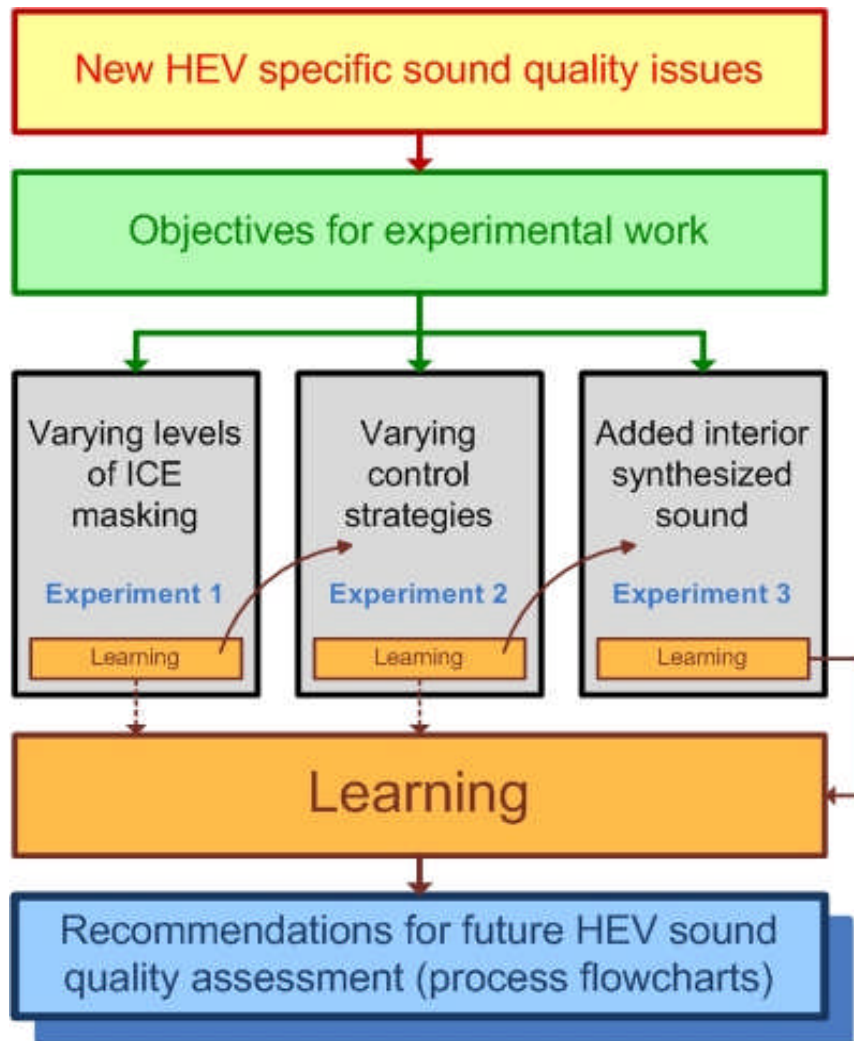 New HEV specific sound quality issues
Objectives for experimental work
Varying levels
of ICE
masking
Experiment 1
Learning
Varying
control
strategies
Experiment 2
Learning
Added interior
synthesized
sound
Experiment 3
Learning
Learning
Recommendations for future HEV sound
quality assessment (process flowcharts)